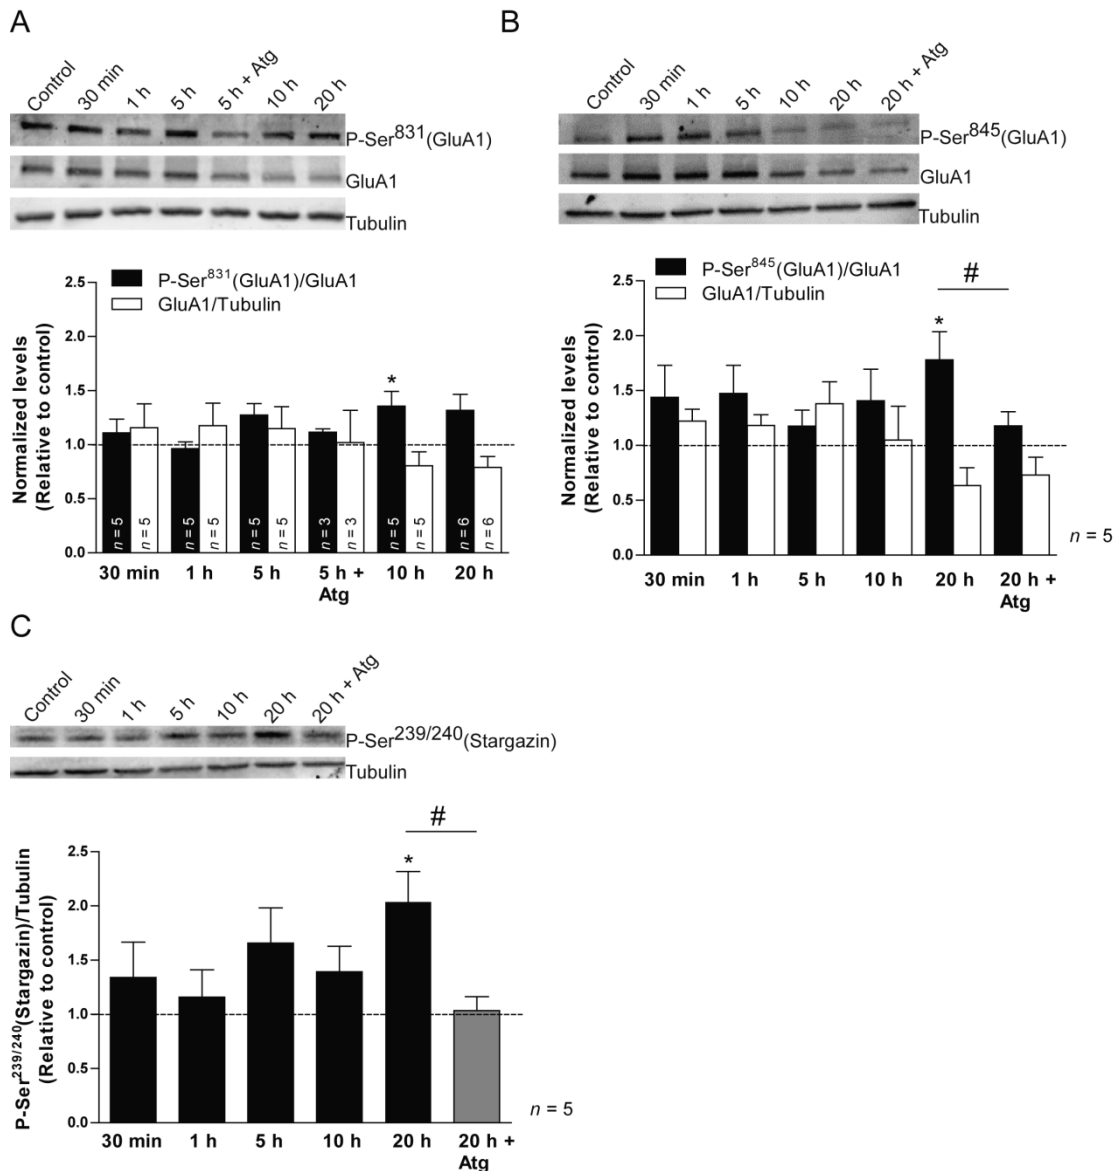 A
Control 30 min 1 h 5 h 5 h + Atg 10 h 20 h
P-Ser831(GluA1)
GluA1
Tubulin
P-Ser831(GluA1)/GluA1
GluA1/Tubulin
Normalized levels
(Relative to control)
2.5
2.0
1.5
1.0
0.5
0.0
*
n = 5 n = 5 n = 5 n = 5 n = 5 n = 5 n = 3 n = 3 n = 5 n = 5 n = 6 n = 6
30 min 1 h 5 h 5 h + 10 h 20 h
Atg
B
Control 30 min 1 h 5 h 10 h 20 h 20 h + Atg
P-Ser845(GluA1)
GluA1
Tubulin
P-Ser845(GluA1)/GluA1
GluA1/Tubulin
Normalized levels
(Relative to control)
2.5
2.0
1.5
1.0
0.5
0.0
#
*
n = 5
30 min 1 h 5 h 10 h 20 h 20 h +
Atg
C
Control 30 min 1 h 5 h 10 h 20 h 20 h + Atg
P-Ser239/240(Stargazin)
Tubulin
P-Ser239/240(Stargazin)/Tubulin
(Relative to control)
2.5
2.0
1.5
1.0
0.5
0.0
#
*
n = 5
30 min 1 h 5 h 10 h 20 h 20 h +
Atg